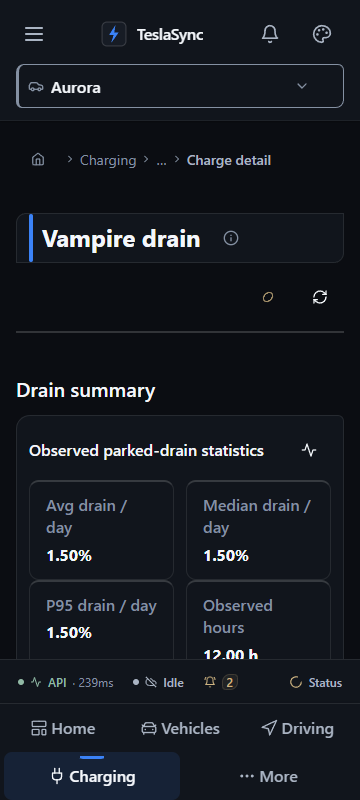 TeslaSync
Aurora
Charging
...
Charge detail
Vampire drain
Drain summary
Observed parked-drain statistics
Avg drain /
day
1.50%
Median drain /
day
1.50%
P95 drain / day
1.50%
Observed
hours
12.00 h
API · 239ms
Idle
2
Status
Home
Vehicles
Driving
Charging
More